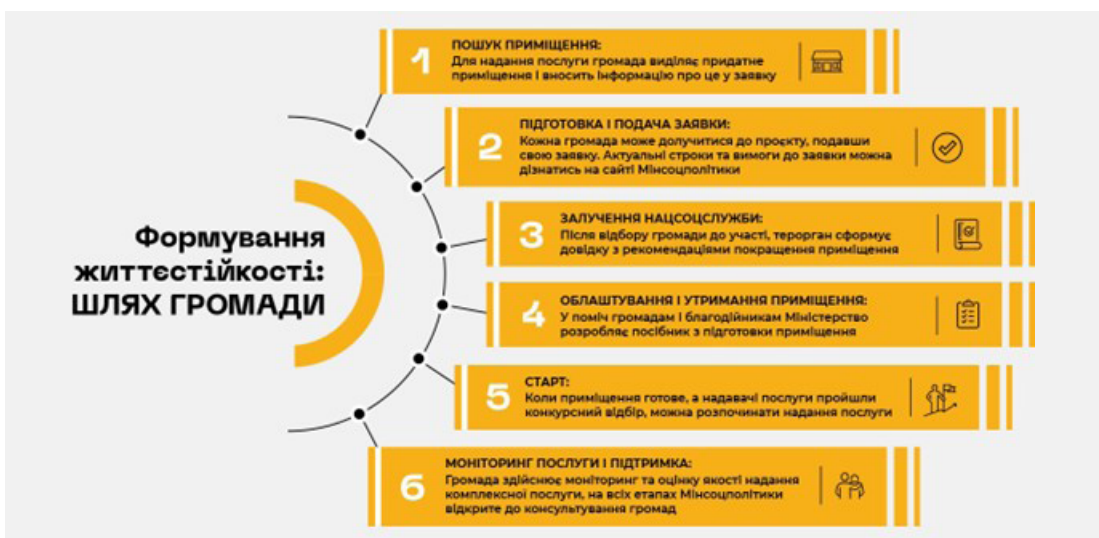 Формування
життєстійкості:
ШЛЯХ ГРОМАДИ
1
ПОШУК ПРИМІЩЕННЯ:
Для надання послуги громада виділяє придатне
приміщення і вносить інформацію про це у заявку
2
ПІДГОТОВКА І ПОДАЧА ЗАЯВКИ:
Кожна громада може долучитися до проєкту, подавши
свою заявку. Актуальні строки та вимоги до заявки можна
дізнатись на сайті Мінсоцполітики
3
ЗАЛУЧЕННЯ НАЦСОЦСЛУЖБИ:
Після відбору громади до участі, терорган сформує
довідку з рекомендаціями покращення приміщення
4
ОБЛАШТУВАННЯ І УТРИМАННЯ ПРИМІЩЕННЯ:
У поміч громадам і благодійникам Міністерство
розробляє посібник з підготовки приміщення
5
СТАРТ:
Коли приміщення готове, а надавачі послуги пройшли
конкурсний відбір, можна розпочинати надання послуги
6
МОНІТОРИНГ ПОСЛУГИ І ПІДТРИМКА:
Громада здійснює моніторинг та оцінку якості надання
комплексної послуги, на всіх етапах Мінсоцполітики
відкрите до консультування громад